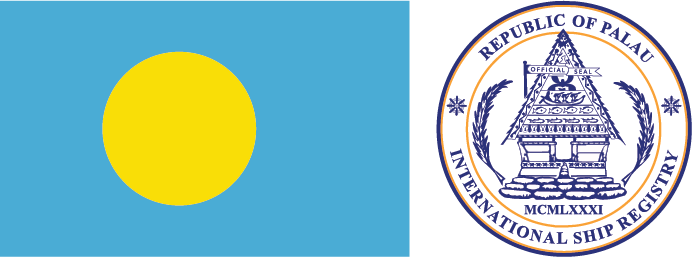 REPUBLIC OF PALAU
OFFICIAL SEAL
MCMLXXXI
INTERNATIONAL SHIP REGISTRY